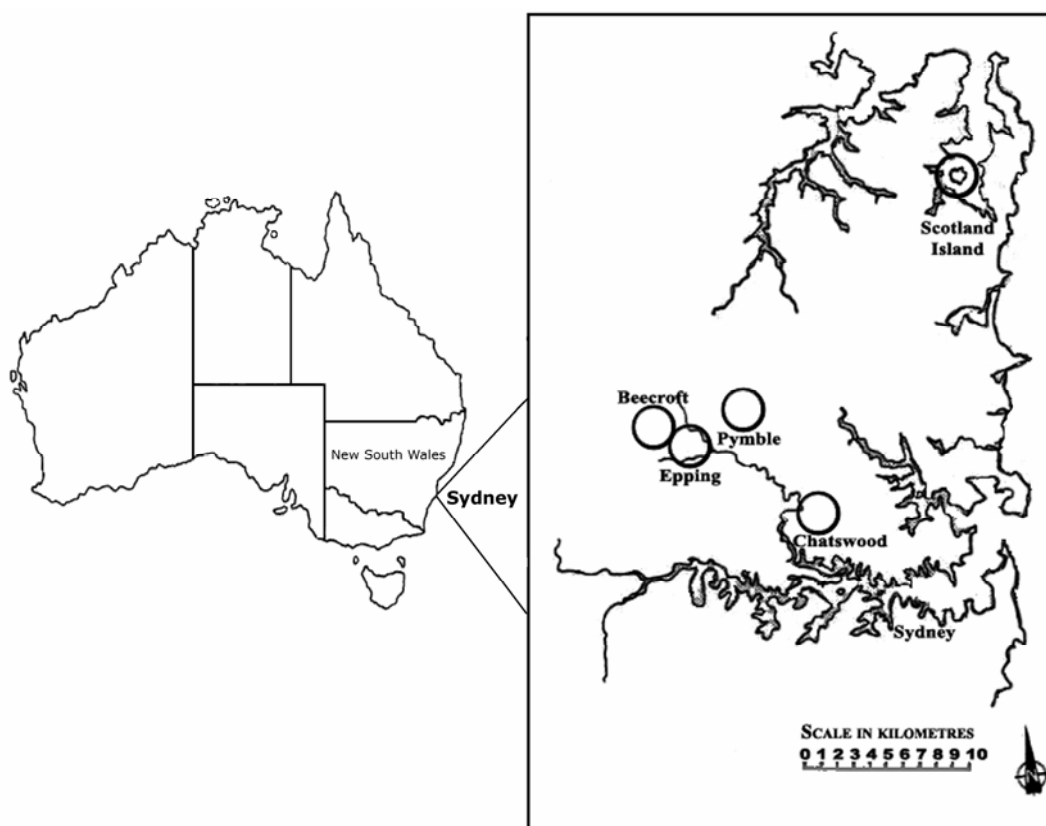 New South Wales
Sydney
Scotland
Island
Beecroft
Pymble
Epping
Chatswood
Sydney
SCALE IN KILOMETRES
0 1 2 3 4 5 6 7 8 9 10
N